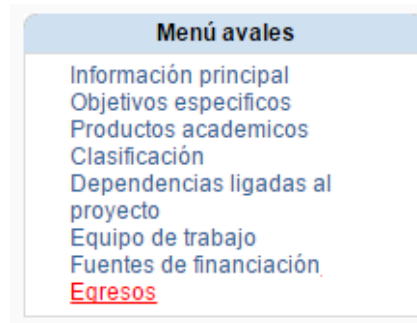 Menú avales
Información principal
Objetivos especificos
Productos academicos
Clasificación
Dependencias ligadas al
proyecto
Equipo de trabajo
Fuentes de financiación
Egresos